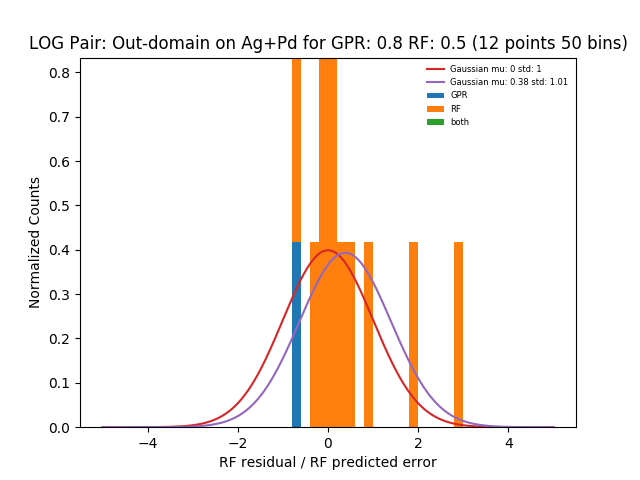 LOG Pair: Out-domain on Ag+Pd for GPR: 0.8 RF: 0.5 (12 points 50 bins)
Gaussian mu: 0 std: 1
Gaussian mu: 0.38 std: 1.01
GPR
RF
both
Normalized Counts
0.8
0.7
0.6
0.5
0.4
0.3
0.2
0.1
0.0
−4 −2 0 2 4
RF residual / RF predicted error